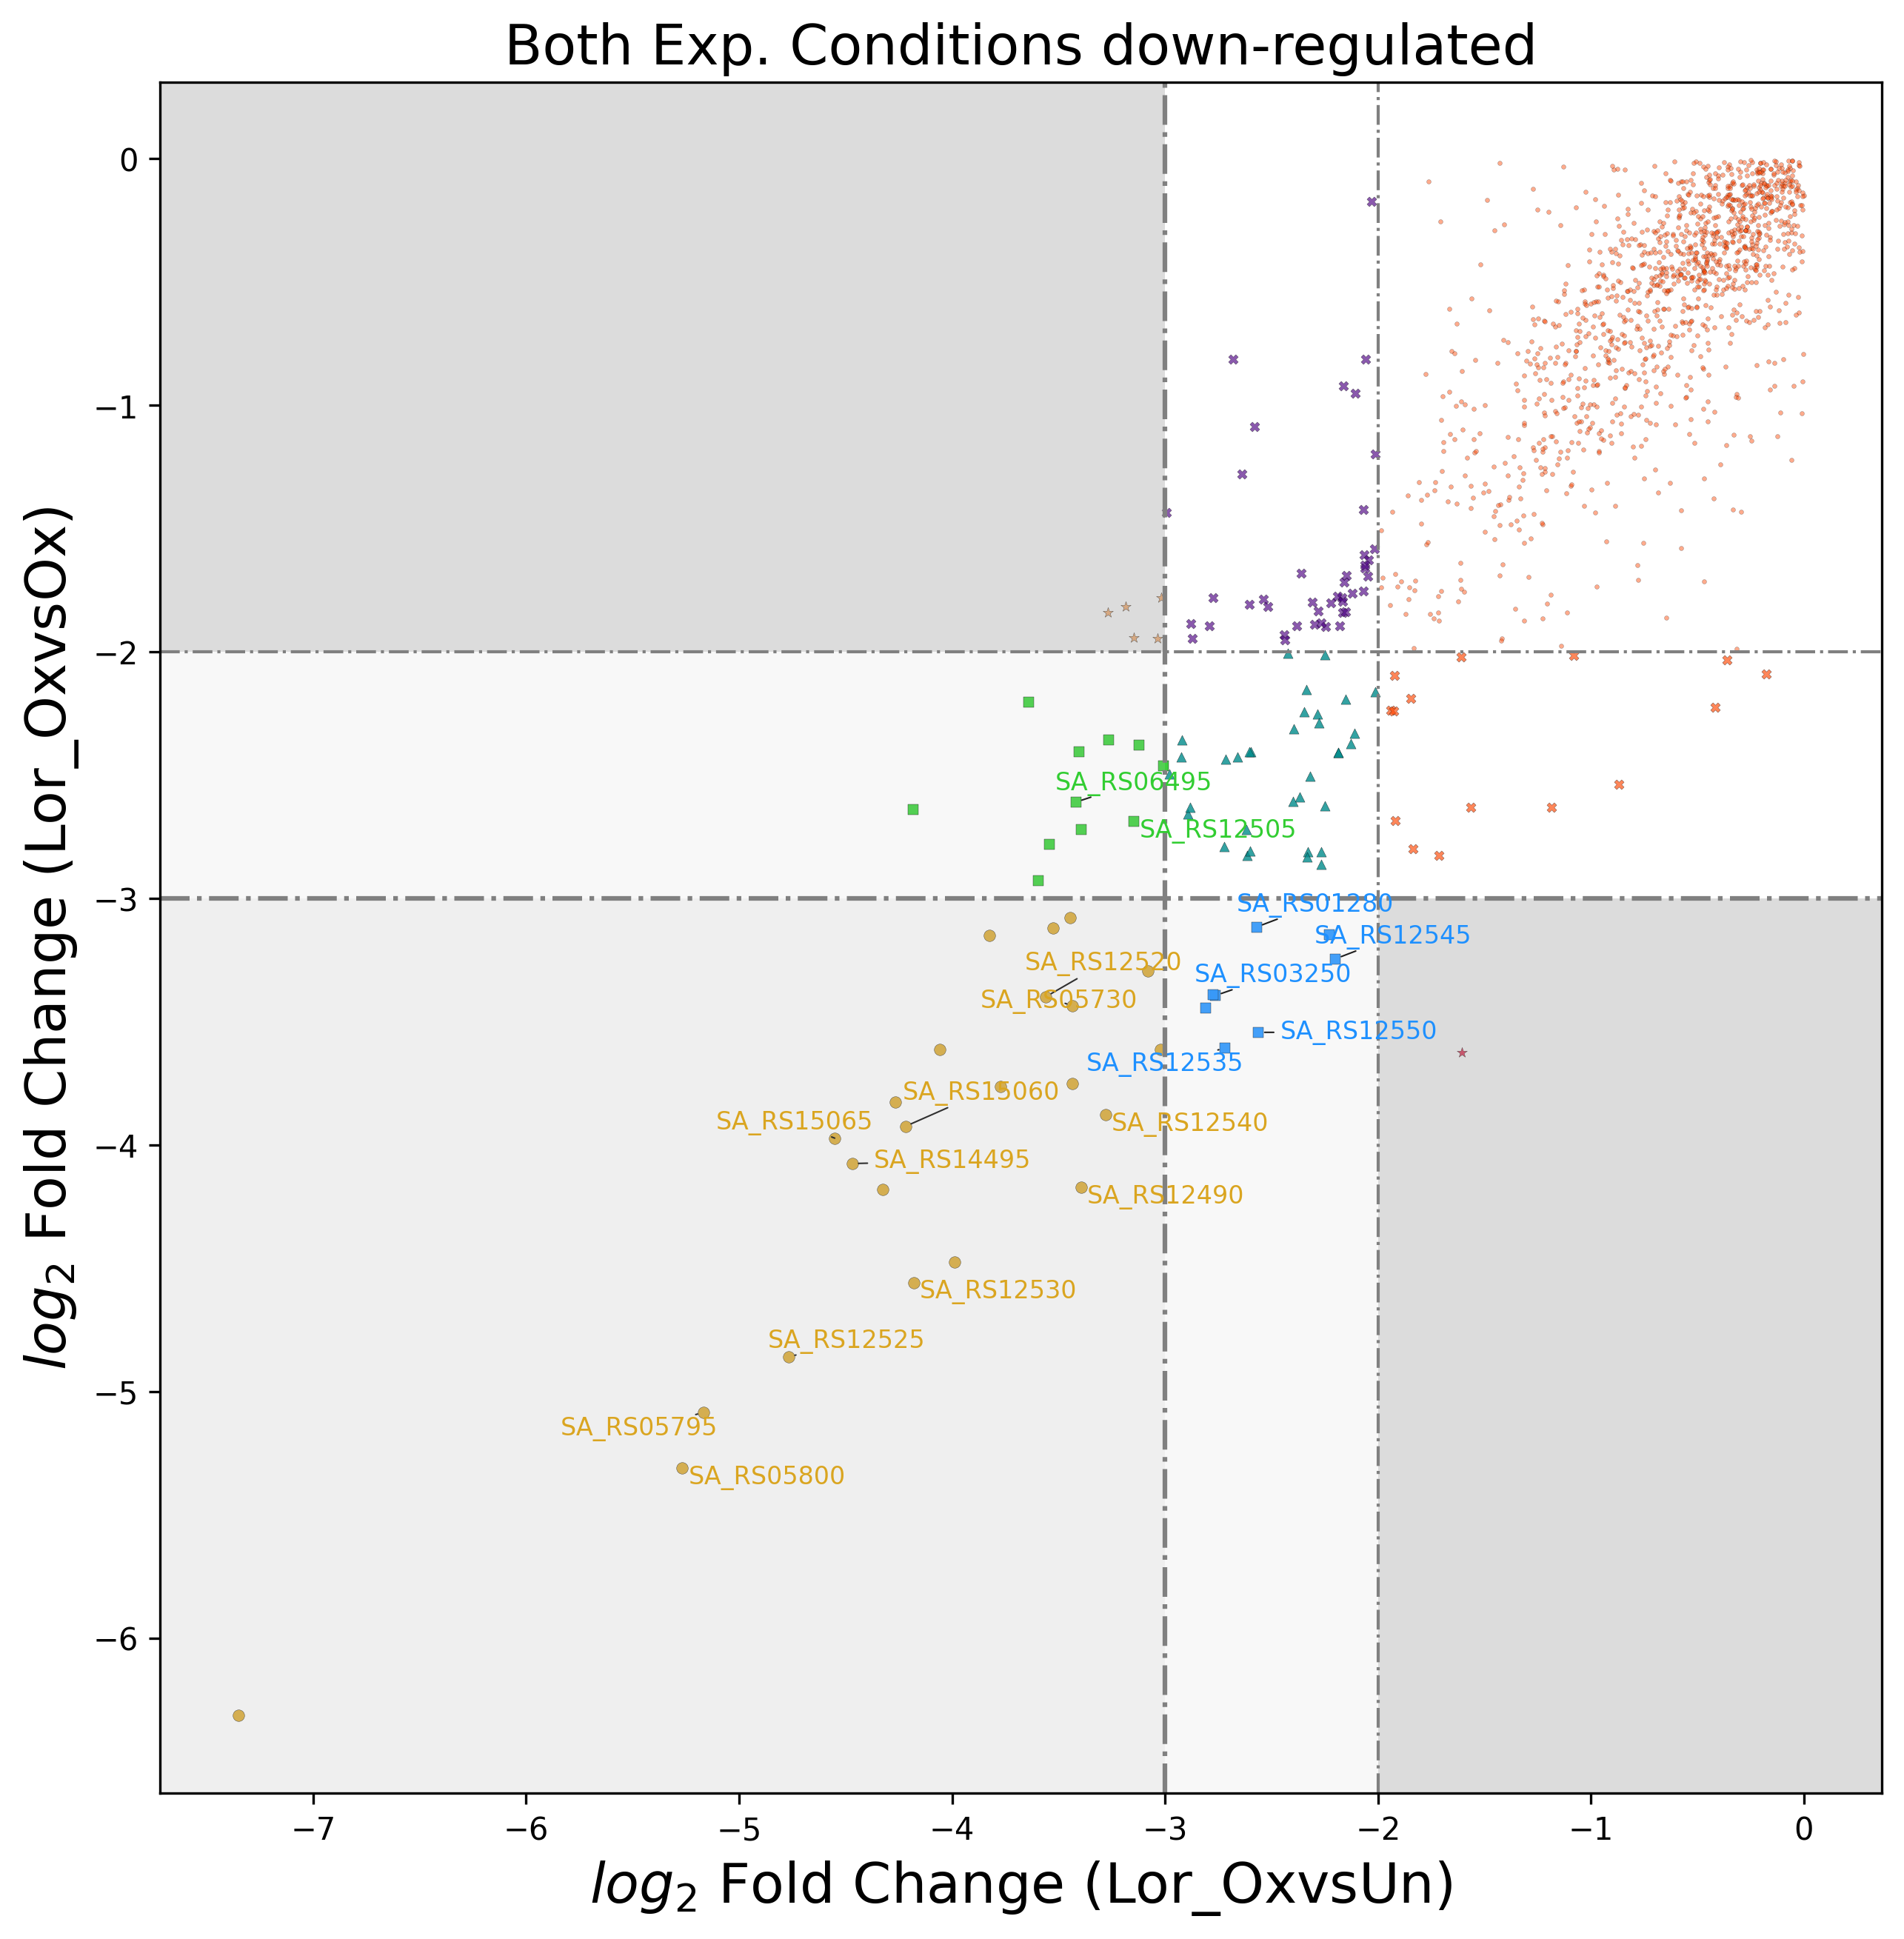 Both Exp. Conditions down-regulated
log2 Fold Change (Lor_OxvsOx)
0
−1
−2
−3
−4
−5
−6
SA_RS06495
SA_RS12505
SA_RS01280
SA_RS12545
SA_RS12520
SA_RS03250
SA_RS05730
SA_RS12550
SA_RS12535
SA_RS15060
SA_RS15065
SA_RS12540
SA_RS14495
SA_RS12490
SA_RS12530
SA_RS12525
SA_RS05795
SA_RS05800
−7 −6 −5 −4 −3 −2 −1 0
log2 Fold Change (Lor_OxvsUn)